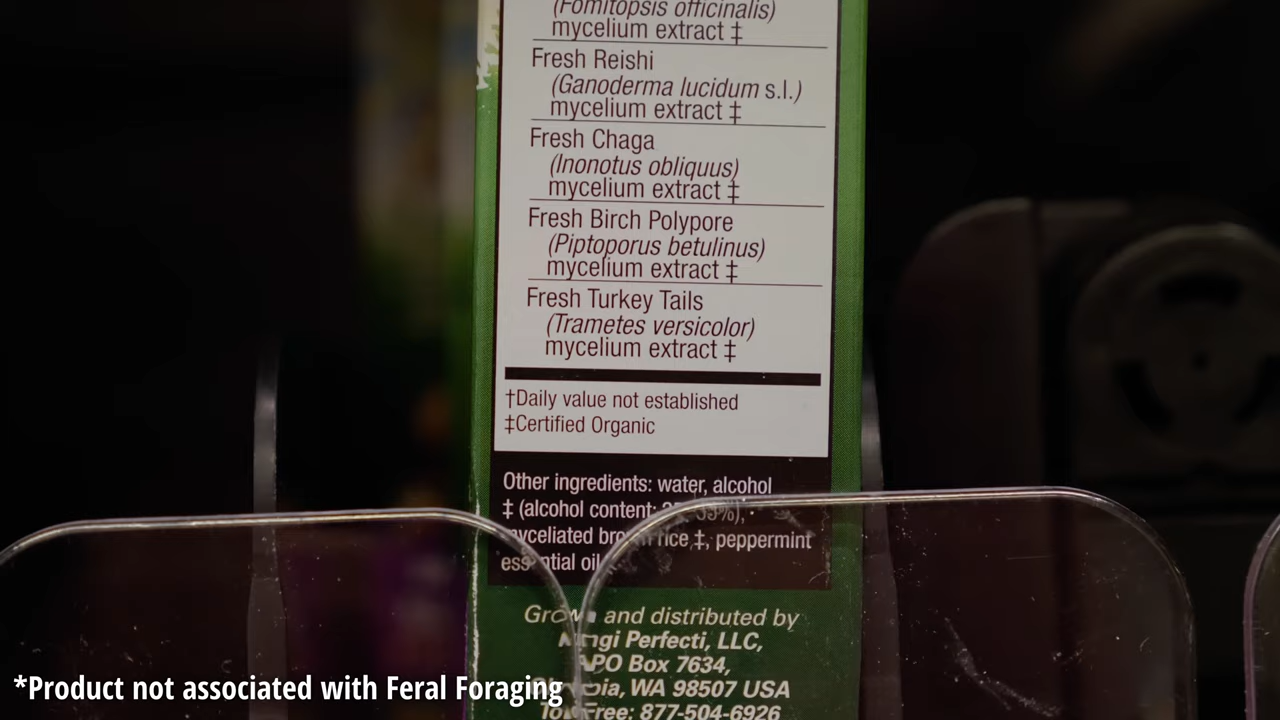 (Fomitopsis officinalis)
mycelium extract ‡
Fresh Reishi
(Ganoderma lucidum s.l.)
mycelium extract ‡
Fresh Chaga
(Inonotus obliquus)
mycelium extract ‡
Fresh Birch Polypore
(Piptoporus betulinus)
mycelium extract ‡
Fresh Turkey Tails
(Trametes versicolor)
mycelium extract ‡
†Daily value not established
‡Certified Organic
Other ingredients: water, alcohol
‡ (alcohol content:
myceliated brown rice,‡, peppermint
essential oil
Grown and distributed by
Fungi Perfecti, LLC,
PO Box 7634,
WA 98507 USA
Toll Free: 877-504-6926
*Product not associated with Feral Foraging